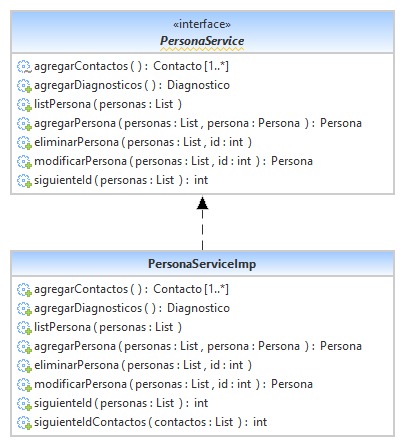 «interface»
PersonaService
agregarContactos ( ) : Contacto [1..*]
agregarDiagnosticos ( ) : Diagnostico
listPersona ( personas : List )
agregarPersona ( personas : List , persona : Persona ) : Persona
eliminarPersona ( personas : List , id : int )
modificarPersona ( personas : List , id : int ) : Persona
siguienteId ( personas : List ) : int
PersonaServiceImp
agregarContactos ( ) : Contacto [1..*]
agregarDiagnosticos ( ) : Diagnostico
listPersona ( personas : List )
agregarPersona ( personas : List , persona : Persona ) : Persona
eliminarPersona ( personas : List , id : int )
modificarPersona ( personas : List , id : int ) : Persona
siguienteId ( personas : List ) : int
siguienteIdContactos ( contactos : List ) : int